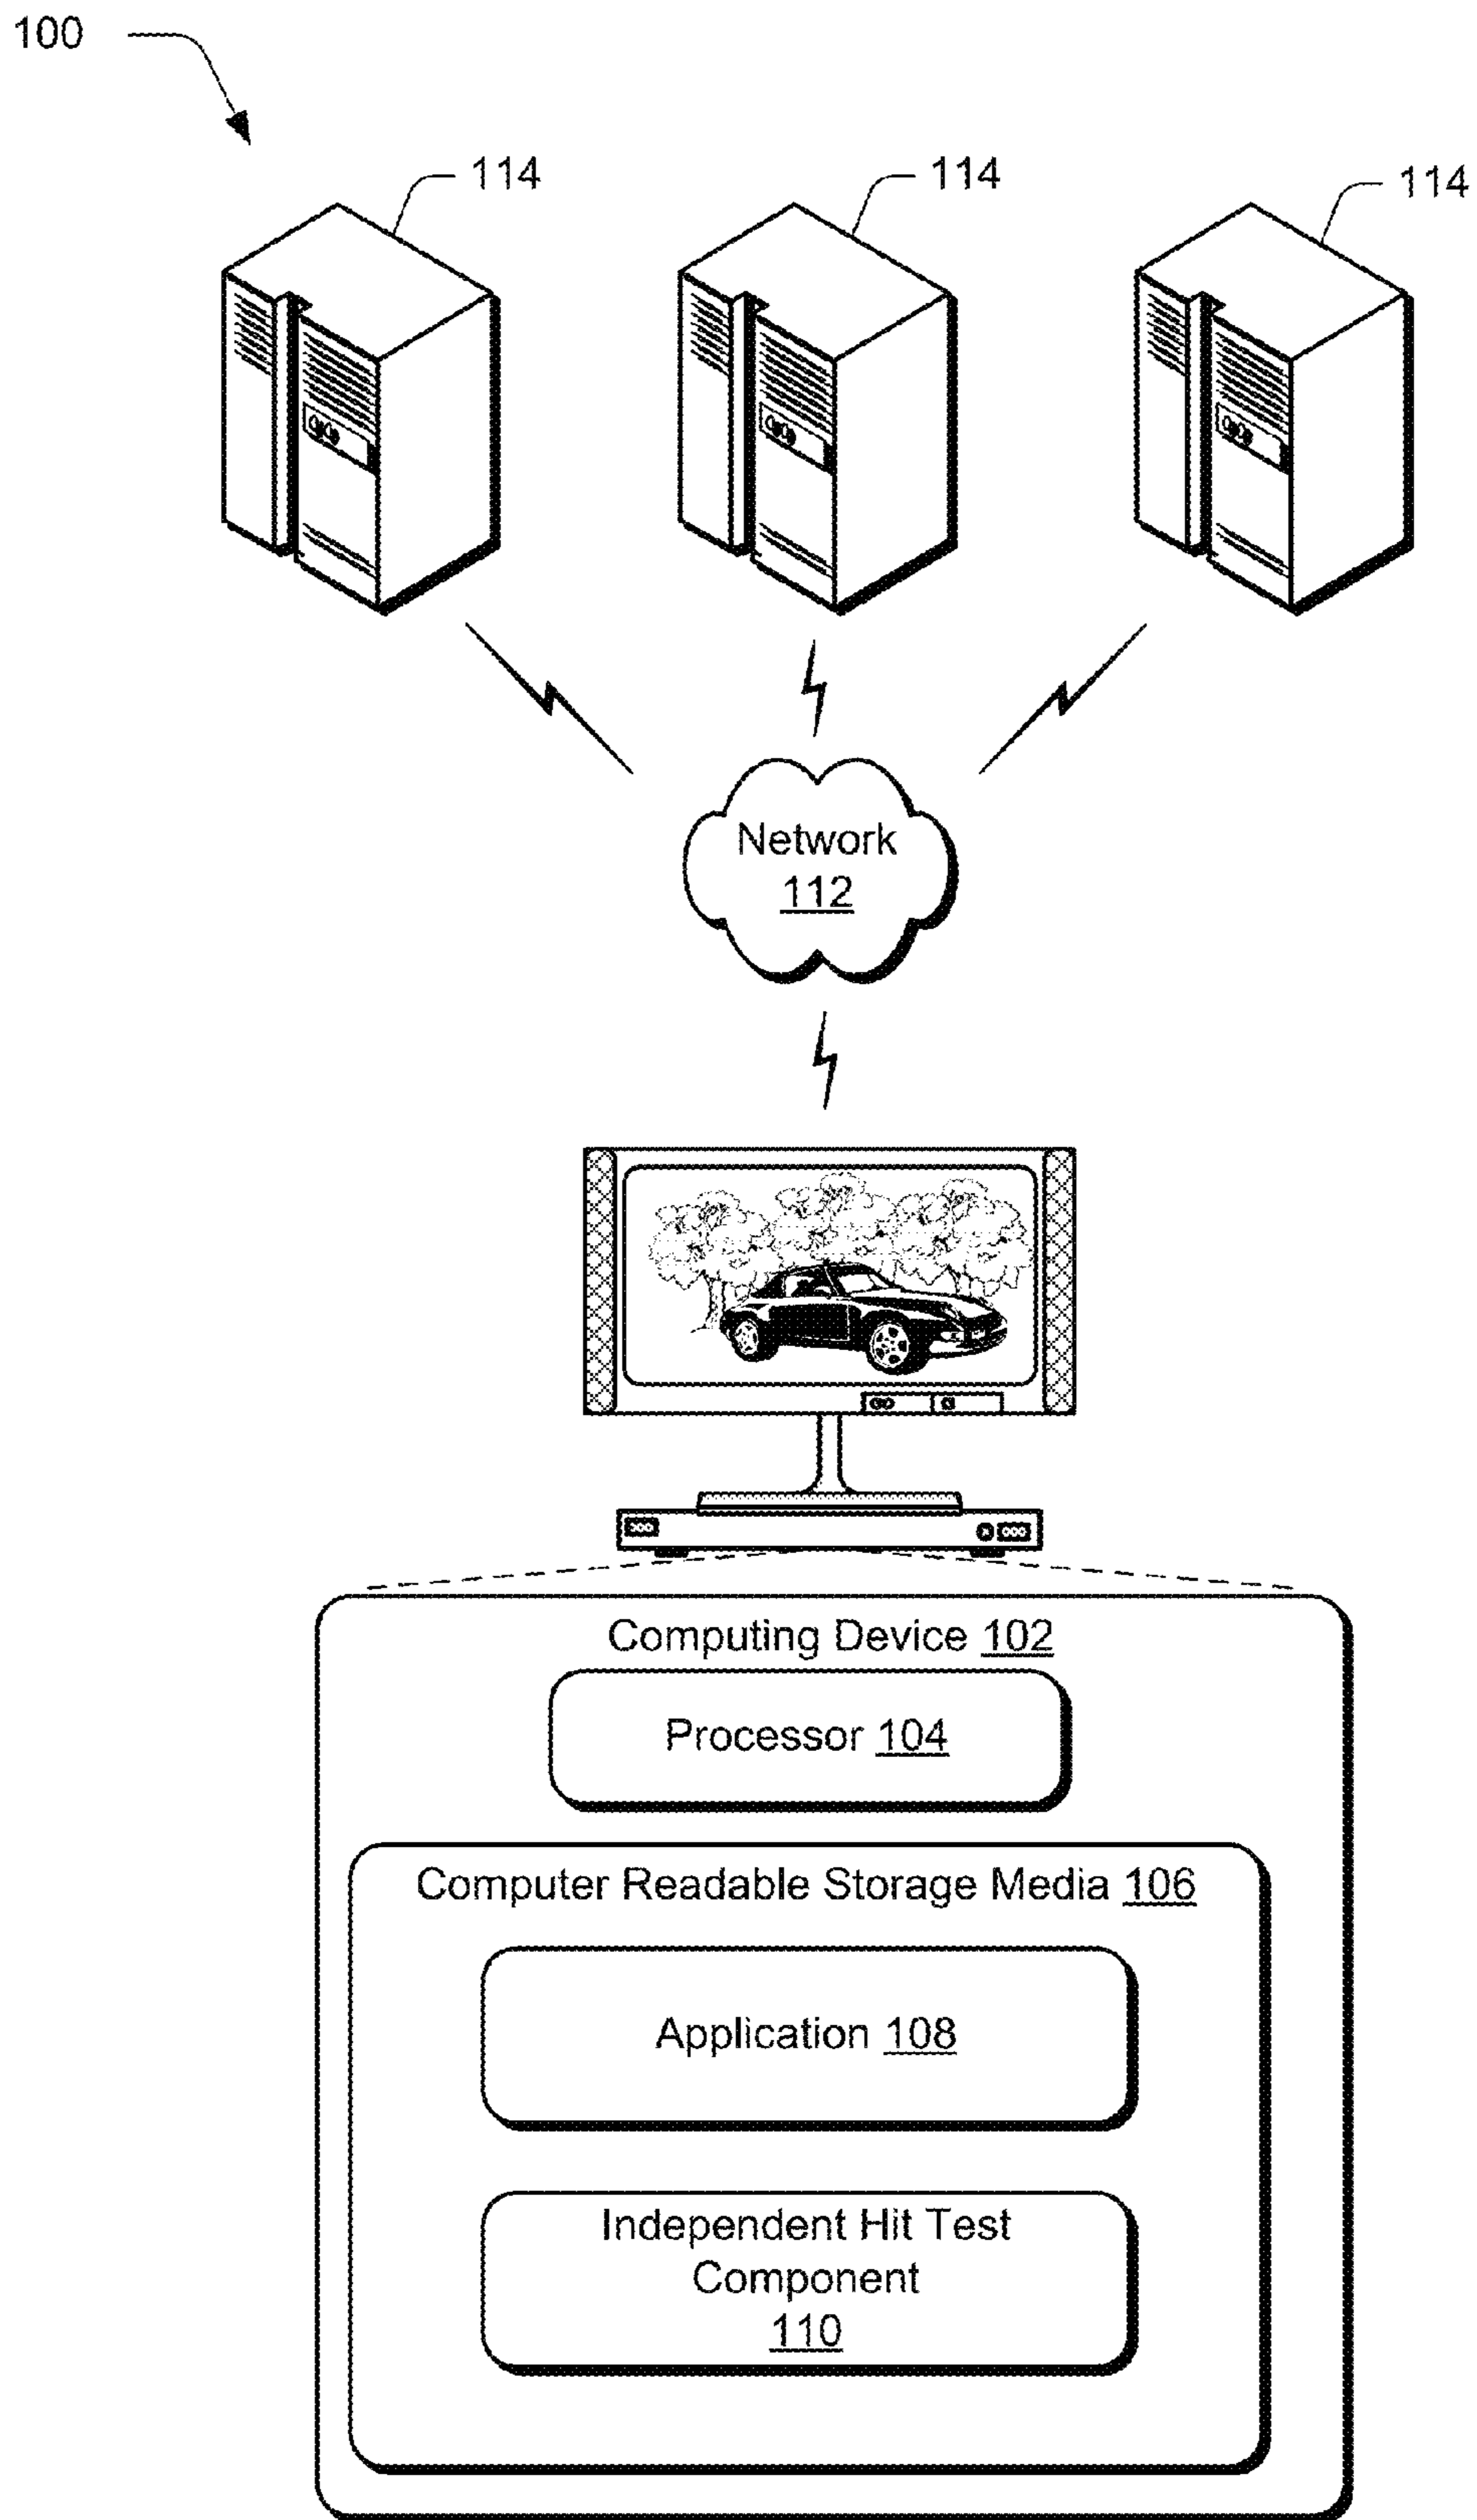 100
114
114
114
Network
112
Computing Device 102
Processor 104
Computer Readable Storage Media 106
Application 108
Independent Hit Test
Component
110